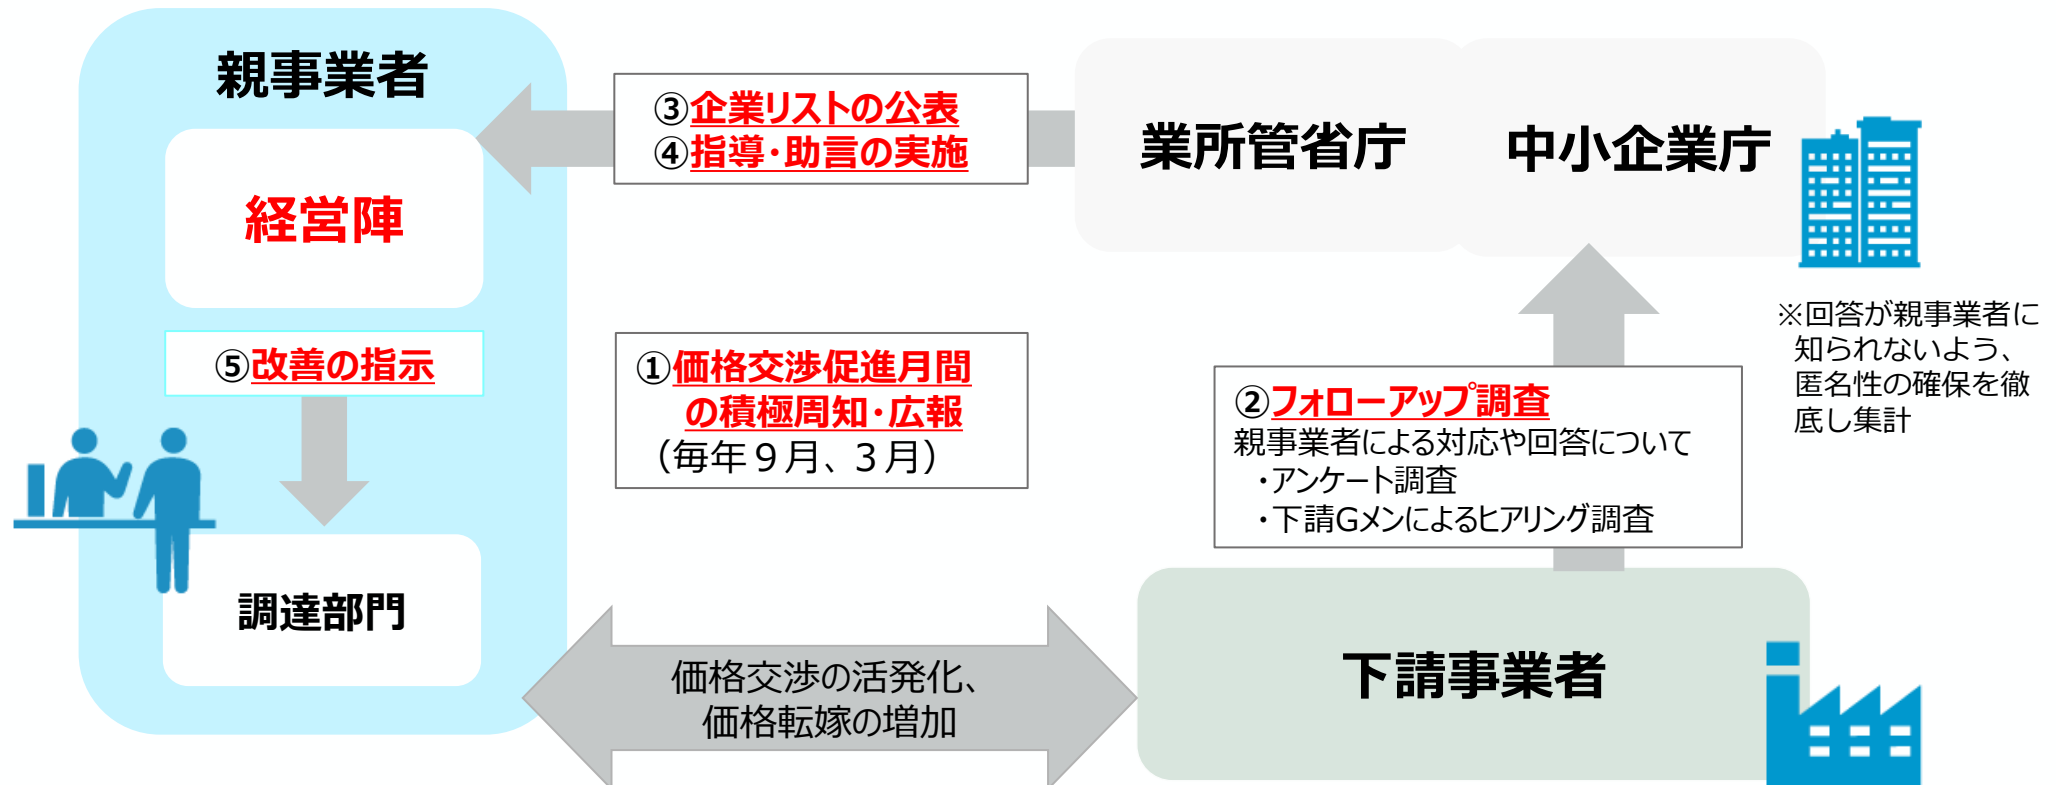 親事業者
経営陣
⑤改善の指示
調達部門
③企業リストの公表
④指導・助言の実施
業所管省庁
中小企業庁
①価格交渉促進月間
の積極周知・広報
（毎年９月、３月）
※回答が親事業者に
知られないよう、
匿名性の確保を徹
底し集計
②フォローアップ調査
親事業者による対応や回答について
・アンケート調査
・下請Gメンによるヒアリング調査
価格交渉の活発化、
価格転嫁の増加
下請事業者